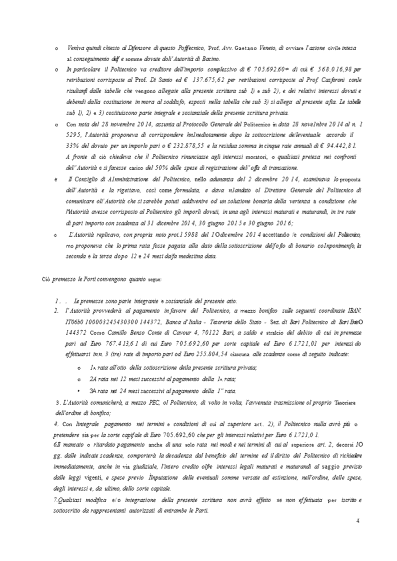 o Veniva quindi chiesto al Difensore di questo Politecnico, Prof. Avv. Gaetano Veneto, di avviare l'azione civile intesa
al conseguimento delle somme dovute dall'Autorità di Bacino.
o In particolare il Politecnico va creditore dell'importo complessivo di € 705.692,60= di cui € 568.016,98 per
retribuzioni corrisposte al Prof. Di Santo ed € 137.675,62 per retribuzioni corrisposte al Prof. Casferoni come
risultanti dalle tabelle che vengono allegate alla presente scrittura sub 1) e sub 2), e dei relativi interessi dovuti e
debendi dalla costituzione in mora al soddisfo, esposti nella tabella che sub 3) si allega al presente atto. Le tabelle
sub 1), 2) e 3) costituiscono parte integrale e sostanziale della presente scrittura privata.
o Con nota del 28 novembre 2014, assunta al Protocollo Generale del Politecnico in data 28 novembre 2014 al n. 1
5295, l'Autorità proponeva di corrispondere immediatamente dopo la sottoscrizione dell'eventuale accordo il
33% del dovuto per un importo pari a € 232.878,55 e la residua somma in cinque rate annuali di € 94.442,81.
A fronte di ciò chiedeva che il Politecnico rinunciasse agli interessi maturati, o qualsiasi pretesa nei confronti
dell'Autorità e si facesse carico del 50% delle spese di registrazione dell'atto di transazione.
• Il Consiglio di Amministrazione del Politecnico, nello adunanza del 2 dicembre 2014, esaminava la proposta
dell'Autorità e la rigettava, così come formulata, e dava mandato al Direttore Generale del Politecnico di
comunicare all'Autorità che si sarebbe potuti addivenire ad un soluzione bonaria della vertenza a condizione che
l'Autorità avesse corrisposto al Politecnico gli importi dovuti, in una agli interessi maturati e maturandi, in tre rate
di pari importo con scadenza al 31 dicembre 2014, 30 giugno 2015 e 30 giugno 2016;
o L'Autorità replicava, con propria nota prot. 15988 del 10 dicembre 2014 accettando le condizioni del Politecnico,
ma proponeva che la prima rata fosse pagata alla data della sottoscrizione dell'atto di bonario componimento, la
seconda e la terza dopo 12 e 24 mesi dalla medesima data.
Ciò premesso le Parti convengono quanto segue:
1. . Le premesse sono parte integrante e sostanziale del presente atto.
2. l'Autorità provvederà al pagamento in favore del Politecnico, a mezzo bonifico sulle seguenti coordinate IBAN:
IT66b0 100003245430300 144372, Banca d'Italia - Tesoreria dello Stato - Sez. di Bari Politecnico di Bari Ente
144372 Corso Camillo Benso Conte di Cavour 4, 70122 Bari, a saldo e stralcio del debito di cui in premessa
pari ad Euro 767.413,61 di cui Euro 705.692,60 per sorte capitale ed Euro 61.721,01 per interessi da
effettuarsi in n. 3 (tre) rate di importo pari ad Euro 255.804,54 ciascuna alle scadenze come di seguito indicate:
o 1^ rata all'atto della sottoscrizione della presente scrittura privata;
o 2A rata nei 12 mesi successivi al pagamento della 1^ rata;
• 3A rata nei 24 mesi successivi al pagamento della 1^ rata.
3. L'Autorità comunicherà, a mezzo PEC, al Politecnico, di volta in volta, l'avvenuta trasmissione al proprio Tesoriere
dell'ordine di bonifico;
4. Con Integrale pagamento nei termini e condizioni di cui al superiore art. 2), il Politecnico nulla avrà più o
pretendere sia per la sorte capitale di Euro 705.692,60 che per gli interessi relativi per Euro 61.721,01.
6.Il mancato o ritardato pagamento anche di una solo rata nei modi e nei termini di cui al superiore art. 2, decorsi 10
gg. dalle indicate scadenze, comporterà la decadenza dal beneficio del termine ed il diritto del Politecnico di richiedere
immediatamente, anche in via giudiziale, l'intero credito oltre interessi legali maturati e maturandi al saggio previsto
dalle leggi vigenti, e spese previo Imputazione delle eventuali somme versate ad estinzione, nell'ordine, delle spese,
degli interessi e, da ultimo, della sorte capitale.
7.Qualsiasi modifica e/o integrazione della presente scrittura non avrà effetto se non effettuata per iscritto e
sottoscritto da rappresentanti autorizzati di entrambe le Parti.
4